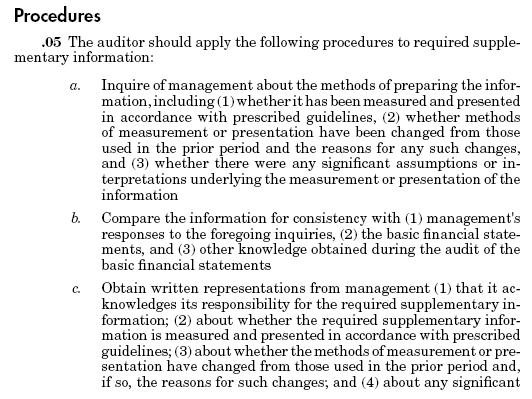 Procedures
.05 The auditor should apply the following procedures to required supple-
mentary information:
a. Inquire of management about the methods of preparing the infor-
mation, including (1) whether it has been measured and presented
in accordance with prescribed guidelines, (2) whether methods
of measurement or presentation have been changed from those
used in the prior period and the reasons for any such changes,
and (3) whether there were any significant assumptions or in-
terpretations underlying the measurement or presentation of the
information
b. Compare the information for consistency with (1) management's
responses to the foregoing inquiries, (2) the basic financial state-
ments, and (3) other knowledge obtained during the audit of the
basic financial statements
c. Obtain written representations from management (1) that it ac-
knowledges its responsibility for the required supplementary in-
formation; (2) about whether the required supplementary infor-
mation is measured and presented in accordance with prescribed
guidelines; (3) about whether the methods of measurement or pre-
sentation have changed from those used in the prior period and,
if so, the reasons for such changes; and (4) about any significant